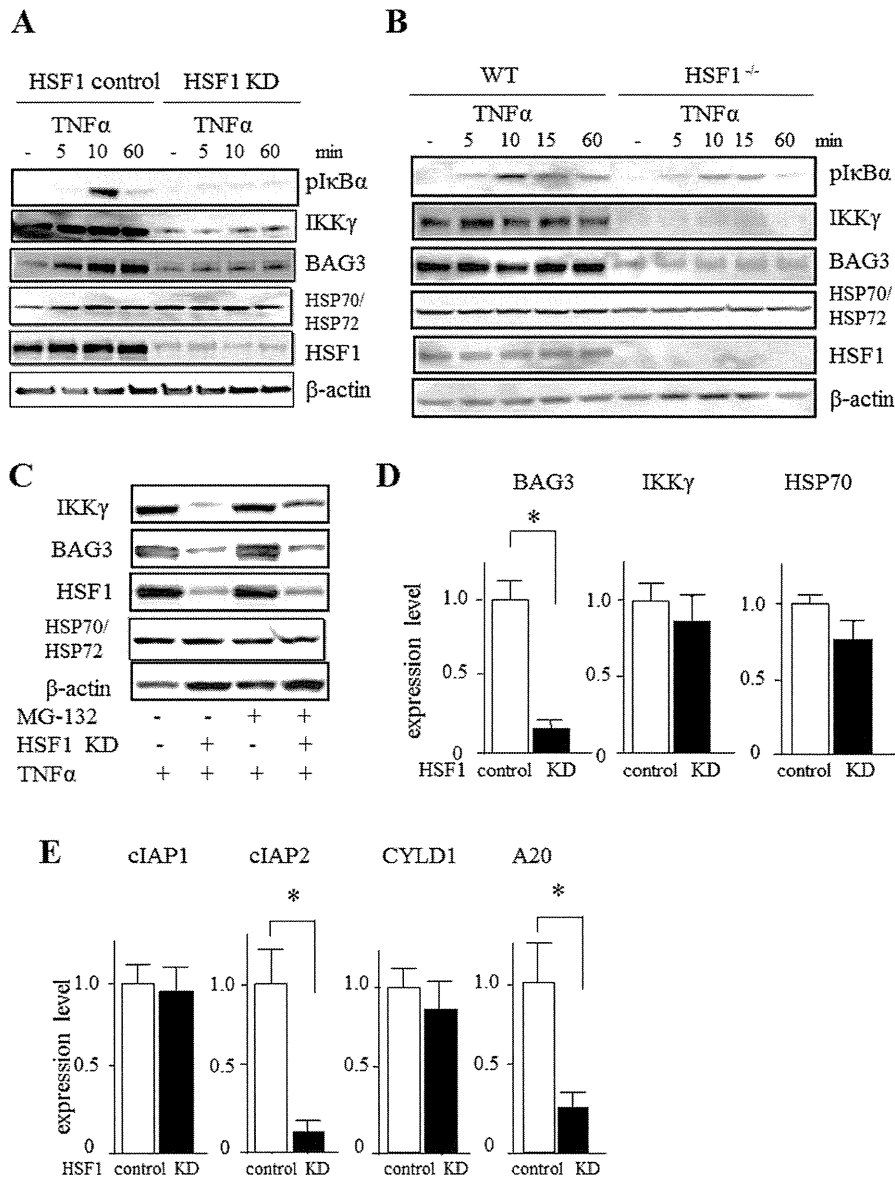 A
HSF1 control HSF1 KD
TNFα TNFα
- 5 10 60 - 5 10 60 min
pIκBα
IKKγ
BAG3
HSP70/
HSP72
HSF1
β-actin
B
WT HSF1 -/-
TNFα TNFα
- 5 10 15 60 - 5 10 15 60 min
pIκBα
IKKγ
BAG3
HSP70/
HSP72
HSF1
β-actin
C
IKKγ
BAG3
HSF1
HSP70/
HSP72
β-actin
MG-132 - - + +
HSF1 KD - + - +
TNFα + + + +
D
BAG3 IKKγ HSP70
* 
expression level
1.0 1.0 1.0
0.5 0.5 0.5
0 0 0
HSF1 control KD control KD control KD
E
cIAP1 cIAP2 CYLD1 A20
* *
expression level
1.0 1.0 1.0 1.0
0.5 0.5 0.5 0.5
0 0 0 0
HSF1 control KD control KD control KD control KD